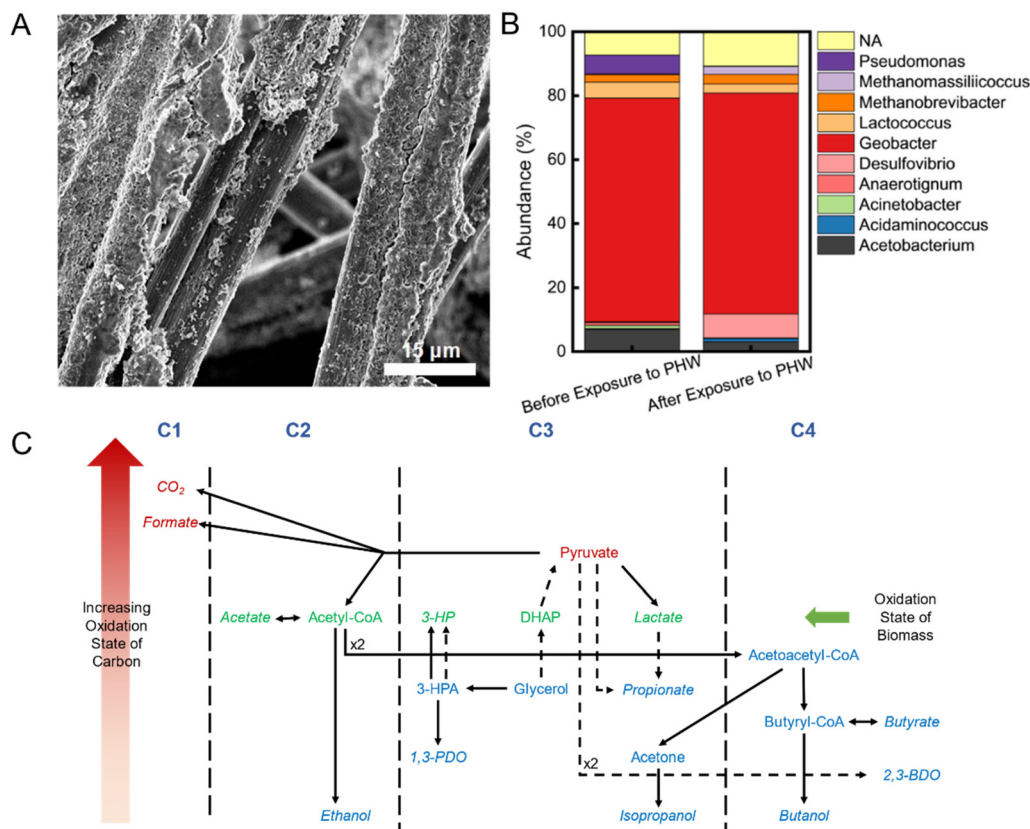 A
15 µm
B
Abundance (%)
100
80
60
40
20
0
Before Exposure to PHW
After Exposure to PHW
NA
Pseudomonas
Methanomassiliicoccus
Methanobrevibacter
Lactococcus
Geobacter
Desulfovibrio
Anaerotignum
Acinetobacter
Acidaminococcus
Acetobacterium
C
C1
C2
C3
C4
Increasing
Oxidation
State of
Carbon
CO₂
Formate
Pyruvate
Acetate
Acetyl-CoA
3-HP
DHAP
Lactate
Oxidation
State of
Biomass
x2
Acetoacetyl-CoA
3-HPA
Glycerol
Propionate
Butyryl-CoA
Butyrate
1,3-PDO
Acetone
x2
2,3-BDO
Ethanol
Isopropanol
Butanol